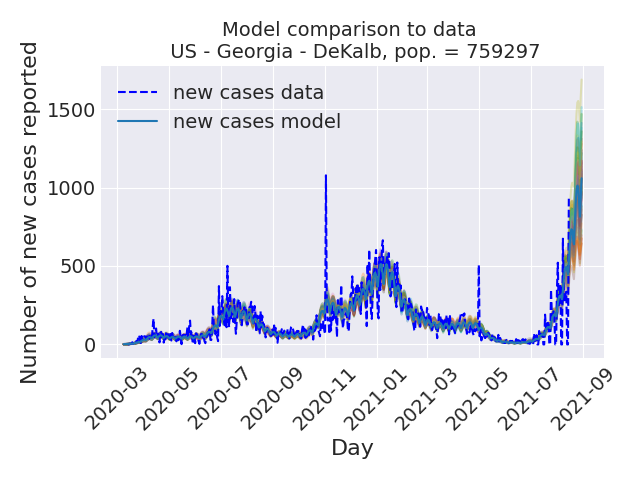 Model comparison to data
US - Georgia - DeKalb, pop. = 759297
Number of new cases reported
1500
1000
500
0
new cases data
new cases model
2020-03
2020-05
2020-07
2020-09
2020-11
2021-01
2021-03
2021-05
2021-07
2021-09
Day